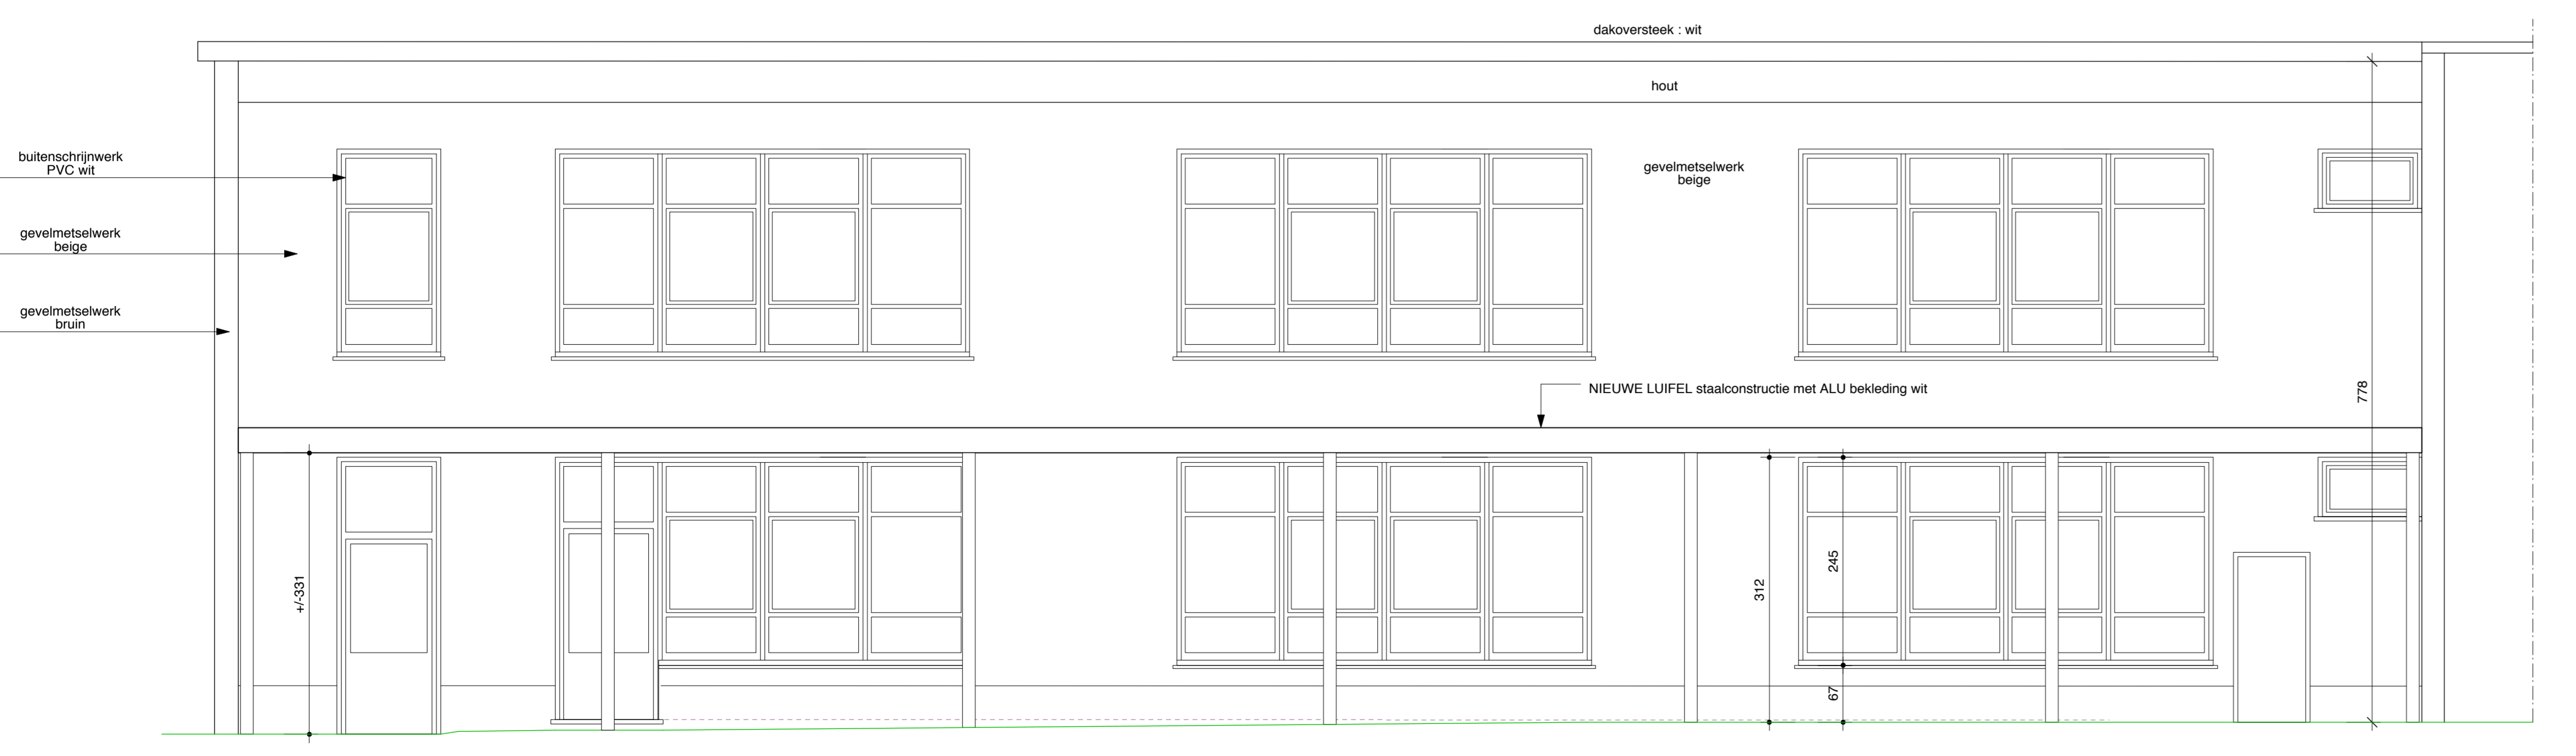 dakoversteek : wit
hout
buitenschrijnwerk
PVC wit
gevelmetselwerk
beige
gevelmetselwerk
beige
gevelmetselwerk
bruin
NIEUWE LUIFEL staalconstructie met ALU bekleding wit
778
+/-331
312
245
67